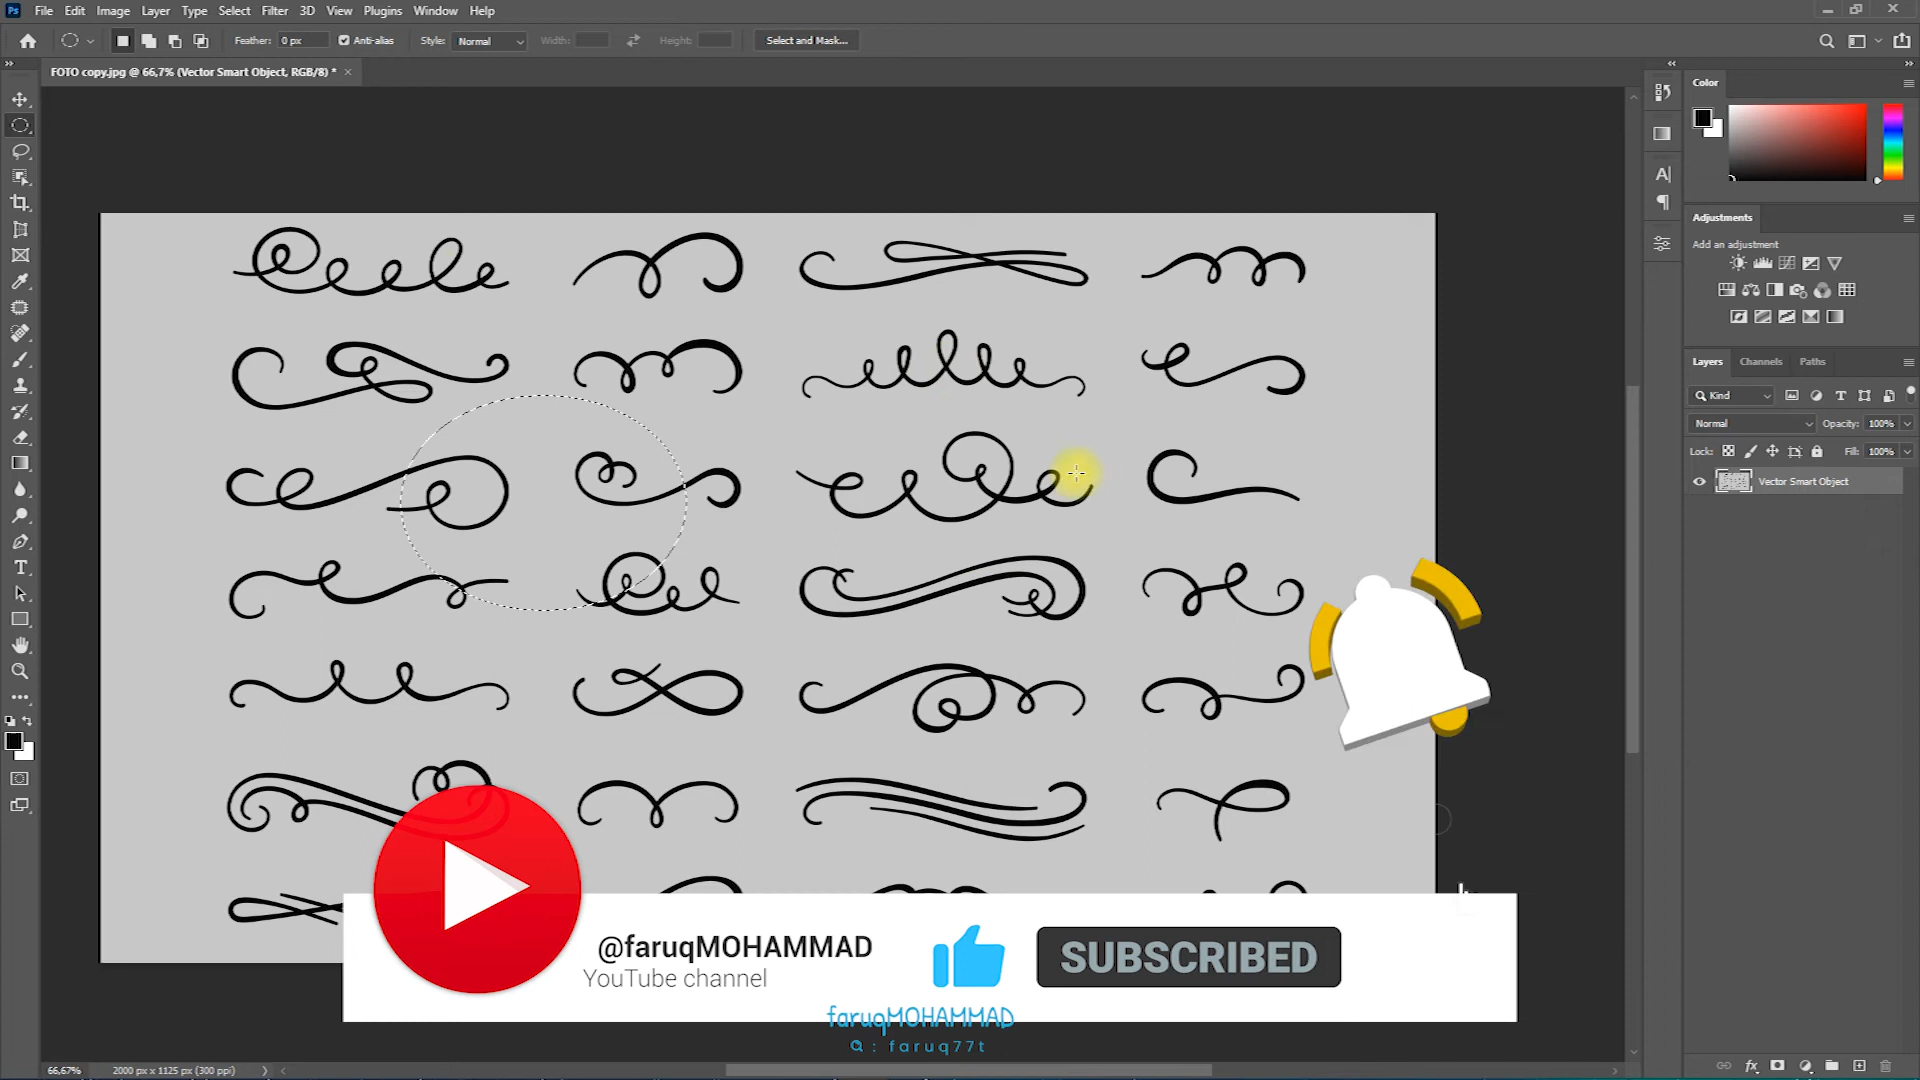 Ps File Edit Image Layer Type Select Filter 3D View Plugins Window Help
Feather: 0 px Anti-alias Style: Normal Width: Height: Select and Mask...
FOTO copy.jpg @ 66,7% (Vector Smart Object, RGB/8) *
Color
Adjustments
Add an adjustment
Layers Channels Paths
Kind
Normal Opacity: 100%
Lock: Fill: 100%
Vector Smart Object
@faruqMOHAMMAD
YouTube channel
SUBSCRIBED
faruqMOHAMMAD
: faruq77t
66,67% 2000 px x 1125 px (300 ppi)